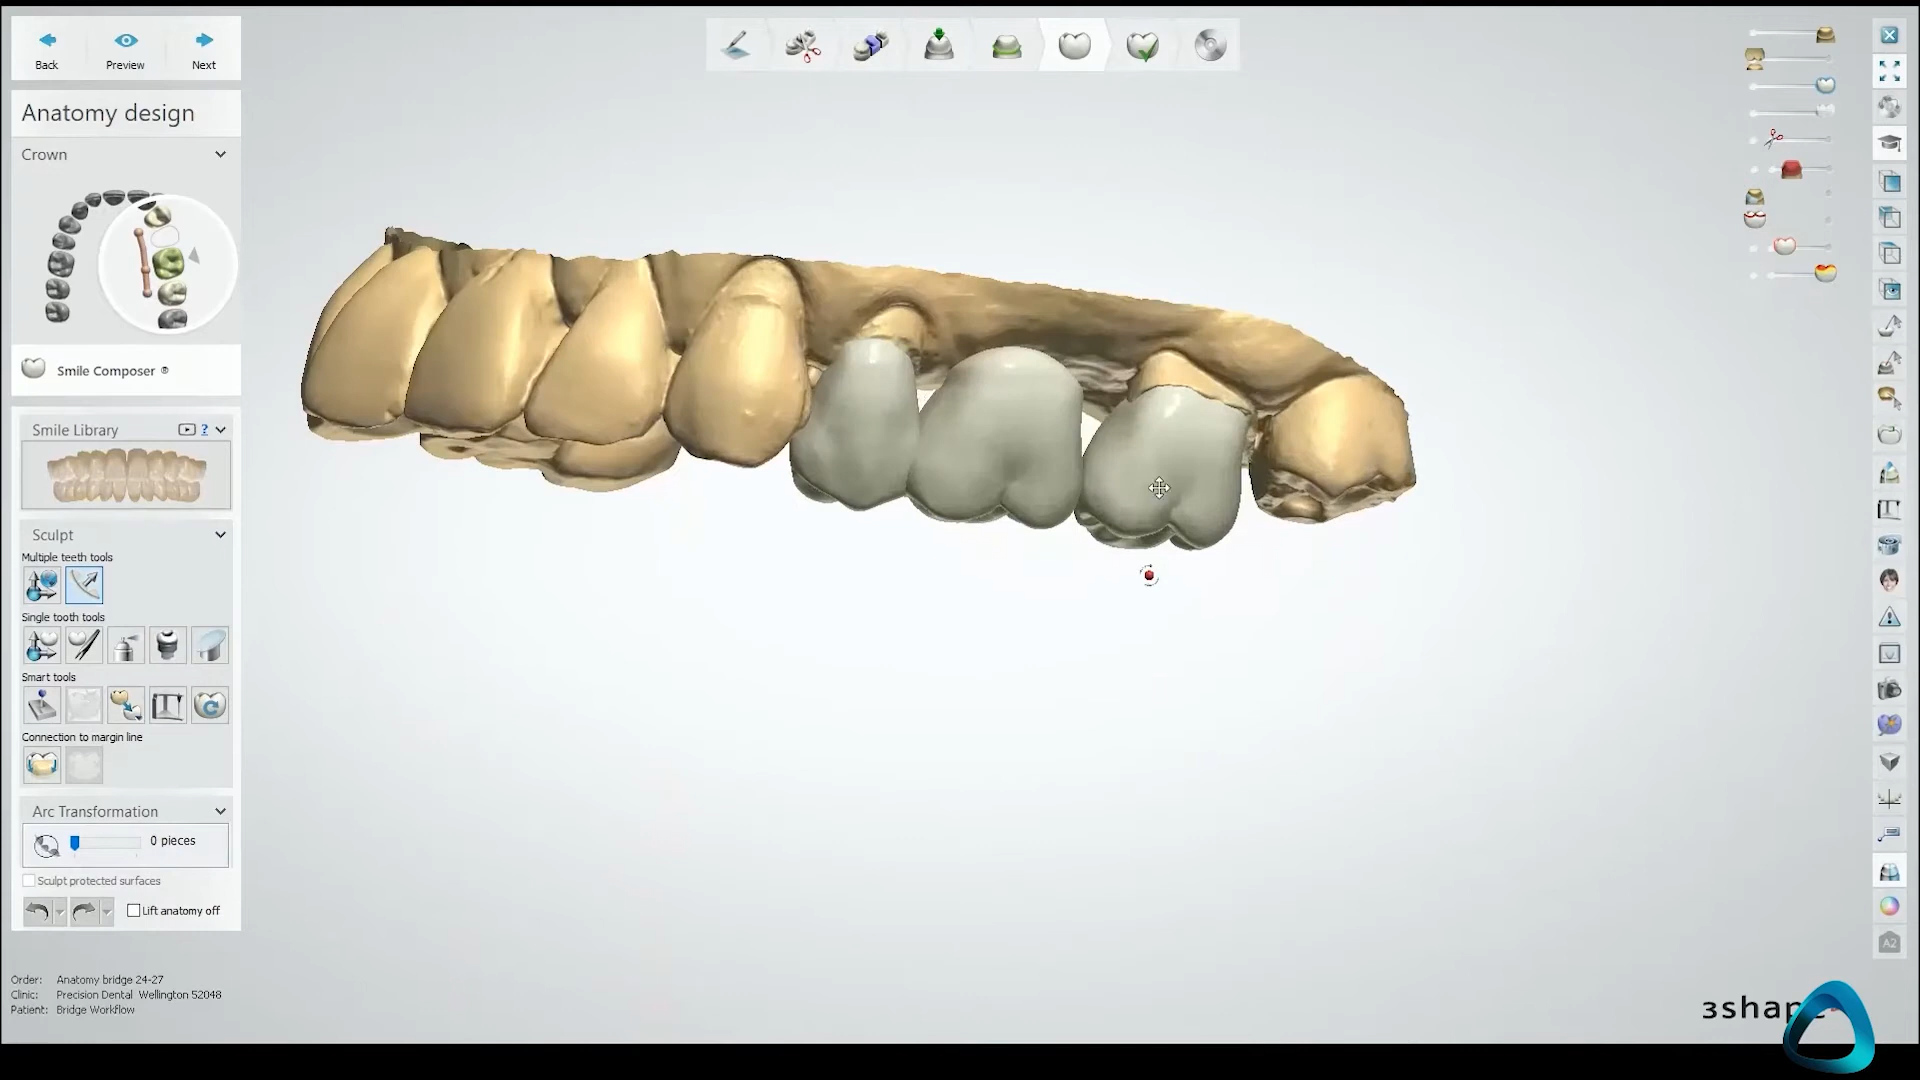 Back
Preview
Next
Anatomy design
Crown
Smile Composer ®
Smile Library
?
Sculpt
Multiple teeth tools
Single tooth tools
Smart tools
Connection to margin line
Arc Transformation
0 pieces
Sculpt protected surfaces
Lift anatomy off
Order: Anatomy bridge 24-27
Clinic: Precision Dental Wellington 52048
Patient: Bridge Workflow
A2
3shape